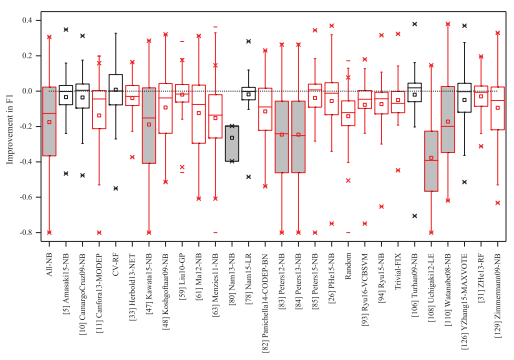 Improvement in F1
0.4
0.2
0.0
-0.2
-0.4
-0.6
-0.8
All-NB
[5] Amasaki15-NB
[10] CamargoCruz09-NB
[11] Canfora13-MODEP
CV-RF
[33] Herbold13-NET
[47] Kawata15-NB
[48] Koshgoftaar09-NB
[59] Liu10-GP
[61] Ma12-NB
[63] Menzies11-NB
[80] Nam13-NB
[78] Nam15-LR
[82] Panichella14-CODEP-BN
[83] Peters12-NB
[84] Peters13-NB
[85] Peters15-NB
[26] PHe15-NB
Random
[93] Ryu16-VCBSVM
[94] Ryu15-NB
Trivial-FIX
[106] Turhan09-NB
[108] Uchigaki12-LE
[110] Watanabe08-NB
[126] YZhang15-MAXVOTE
[31] ZHe13-RF
[129] Zimmermann09-NB